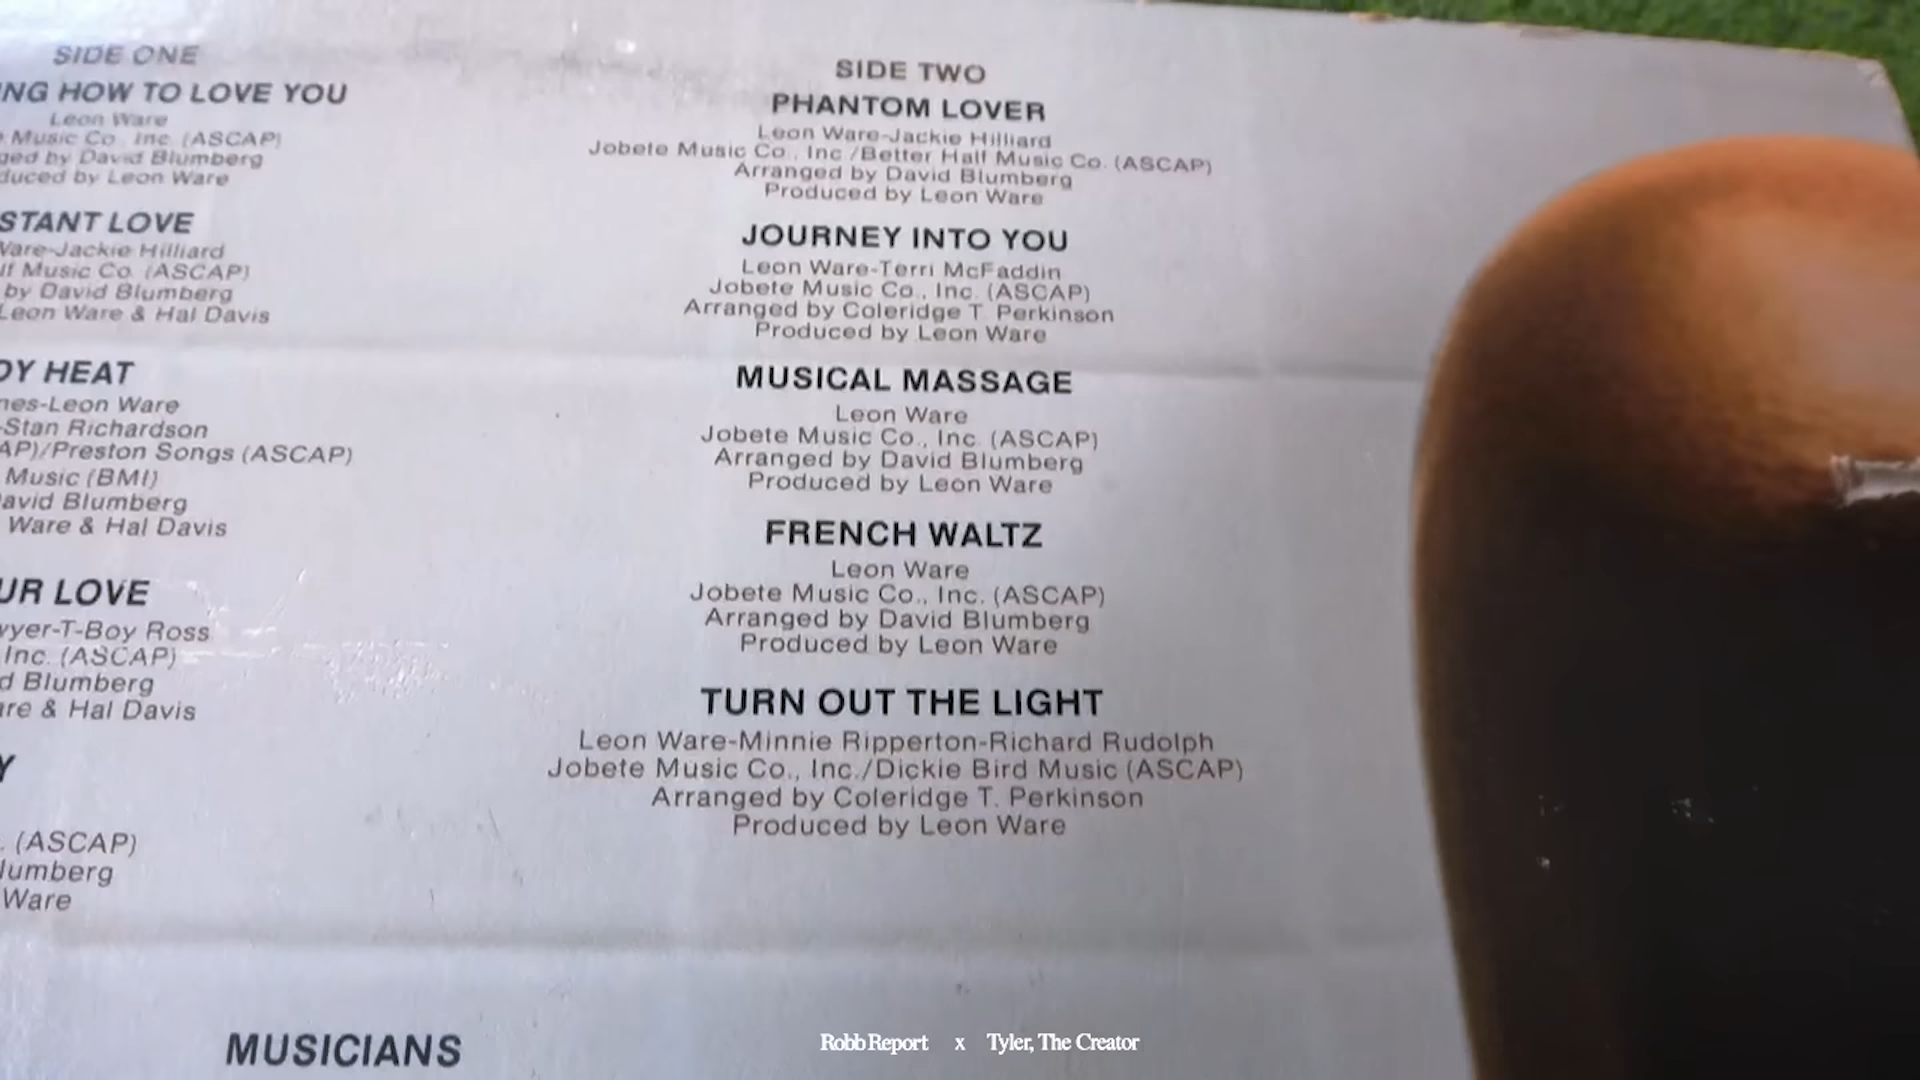 SIDE ONE
NG HOW TO LOVE YOU
Leon Ware
Music Co., Inc. (ASCAP)
ged by David Blumberg
duced by Leon Ware
STANT LOVE
Ware-Jackie Hilliard
lf Music Co. (ASCAP)
by David Blumberg
Leon Ware & Hal Davis
DY HEAT
nes-Leon Ware
-Stan Richardson
AP)/Preston Songs (ASCAP)
Music (BMI)
avid Blumberg
Ware & Hal Davis
UR LOVE
wyer-T-Boy Ross
Inc. (ASCAP)
d Blumberg
are & Hal Davis
Y
. (ASCAP)
lumberg
Ware
SIDE TWO
PHANTOM LOVER
Leon Ware-Jackie Hilliard
Jobete Music Co., Inc./Better Half Music Co. (ASCAP)
Arranged by David Blumberg
Produced by Leon Ware
JOURNEY INTO YOU
Leon Ware-Terri McFaddin
Jobete Music Co., Inc. (ASCAP)
Arranged by Coleridge T. Perkinson
Produced by Leon Ware
MUSICAL MASSAGE
Leon Ware
Jobete Music Co., Inc. (ASCAP)
Arranged by David Blumberg
Produced by Leon Ware
FRENCH WALTZ
Leon Ware
Jobete Music Co., Inc. (ASCAP)
Arranged by David Blumberg
Produced by Leon Ware
TURN OUT THE LIGHT
Leon Ware-Minnie Ripperton-Richard Rudolph
Jobete Music Co., Inc./Dickie Bird Music (ASCAP)
Arranged by Coleridge T. Perkinson
Produced by Leon Ware
MUSICIANS
Robb Report x Tyler, The Creator